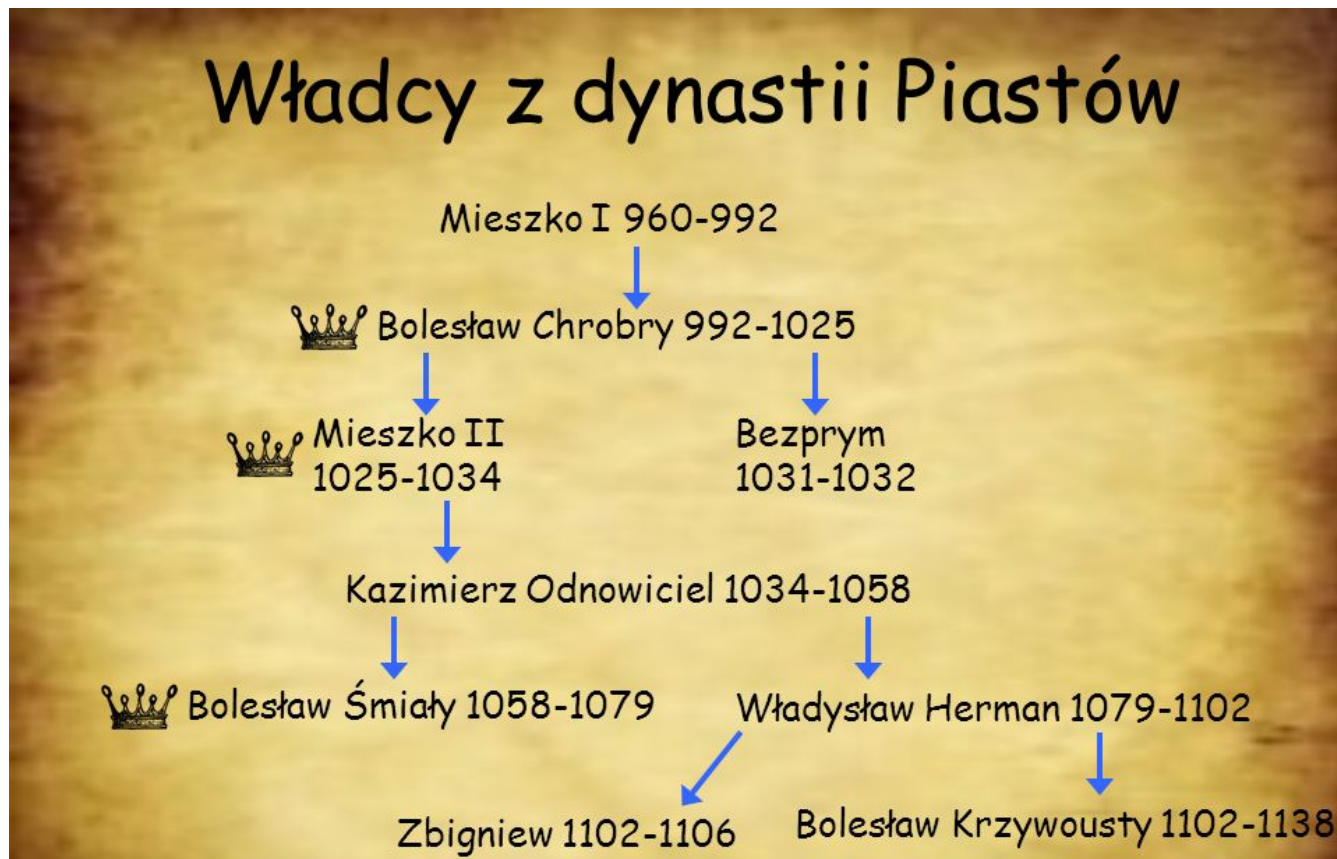 Władcy z dynastii Piastów
Mieszko I 960-992
Bolesław Chrobry 992-1025
Mieszko II
1025-1034
Bezprym
1031-1032
Kazimierz Odnowiciel 1034-1058
Bolesław Śmiały 1058-1079
Władysław Herman 1079-1102
Zbigniew 1102-1106
Bolesław Krzywousty 1102-1138